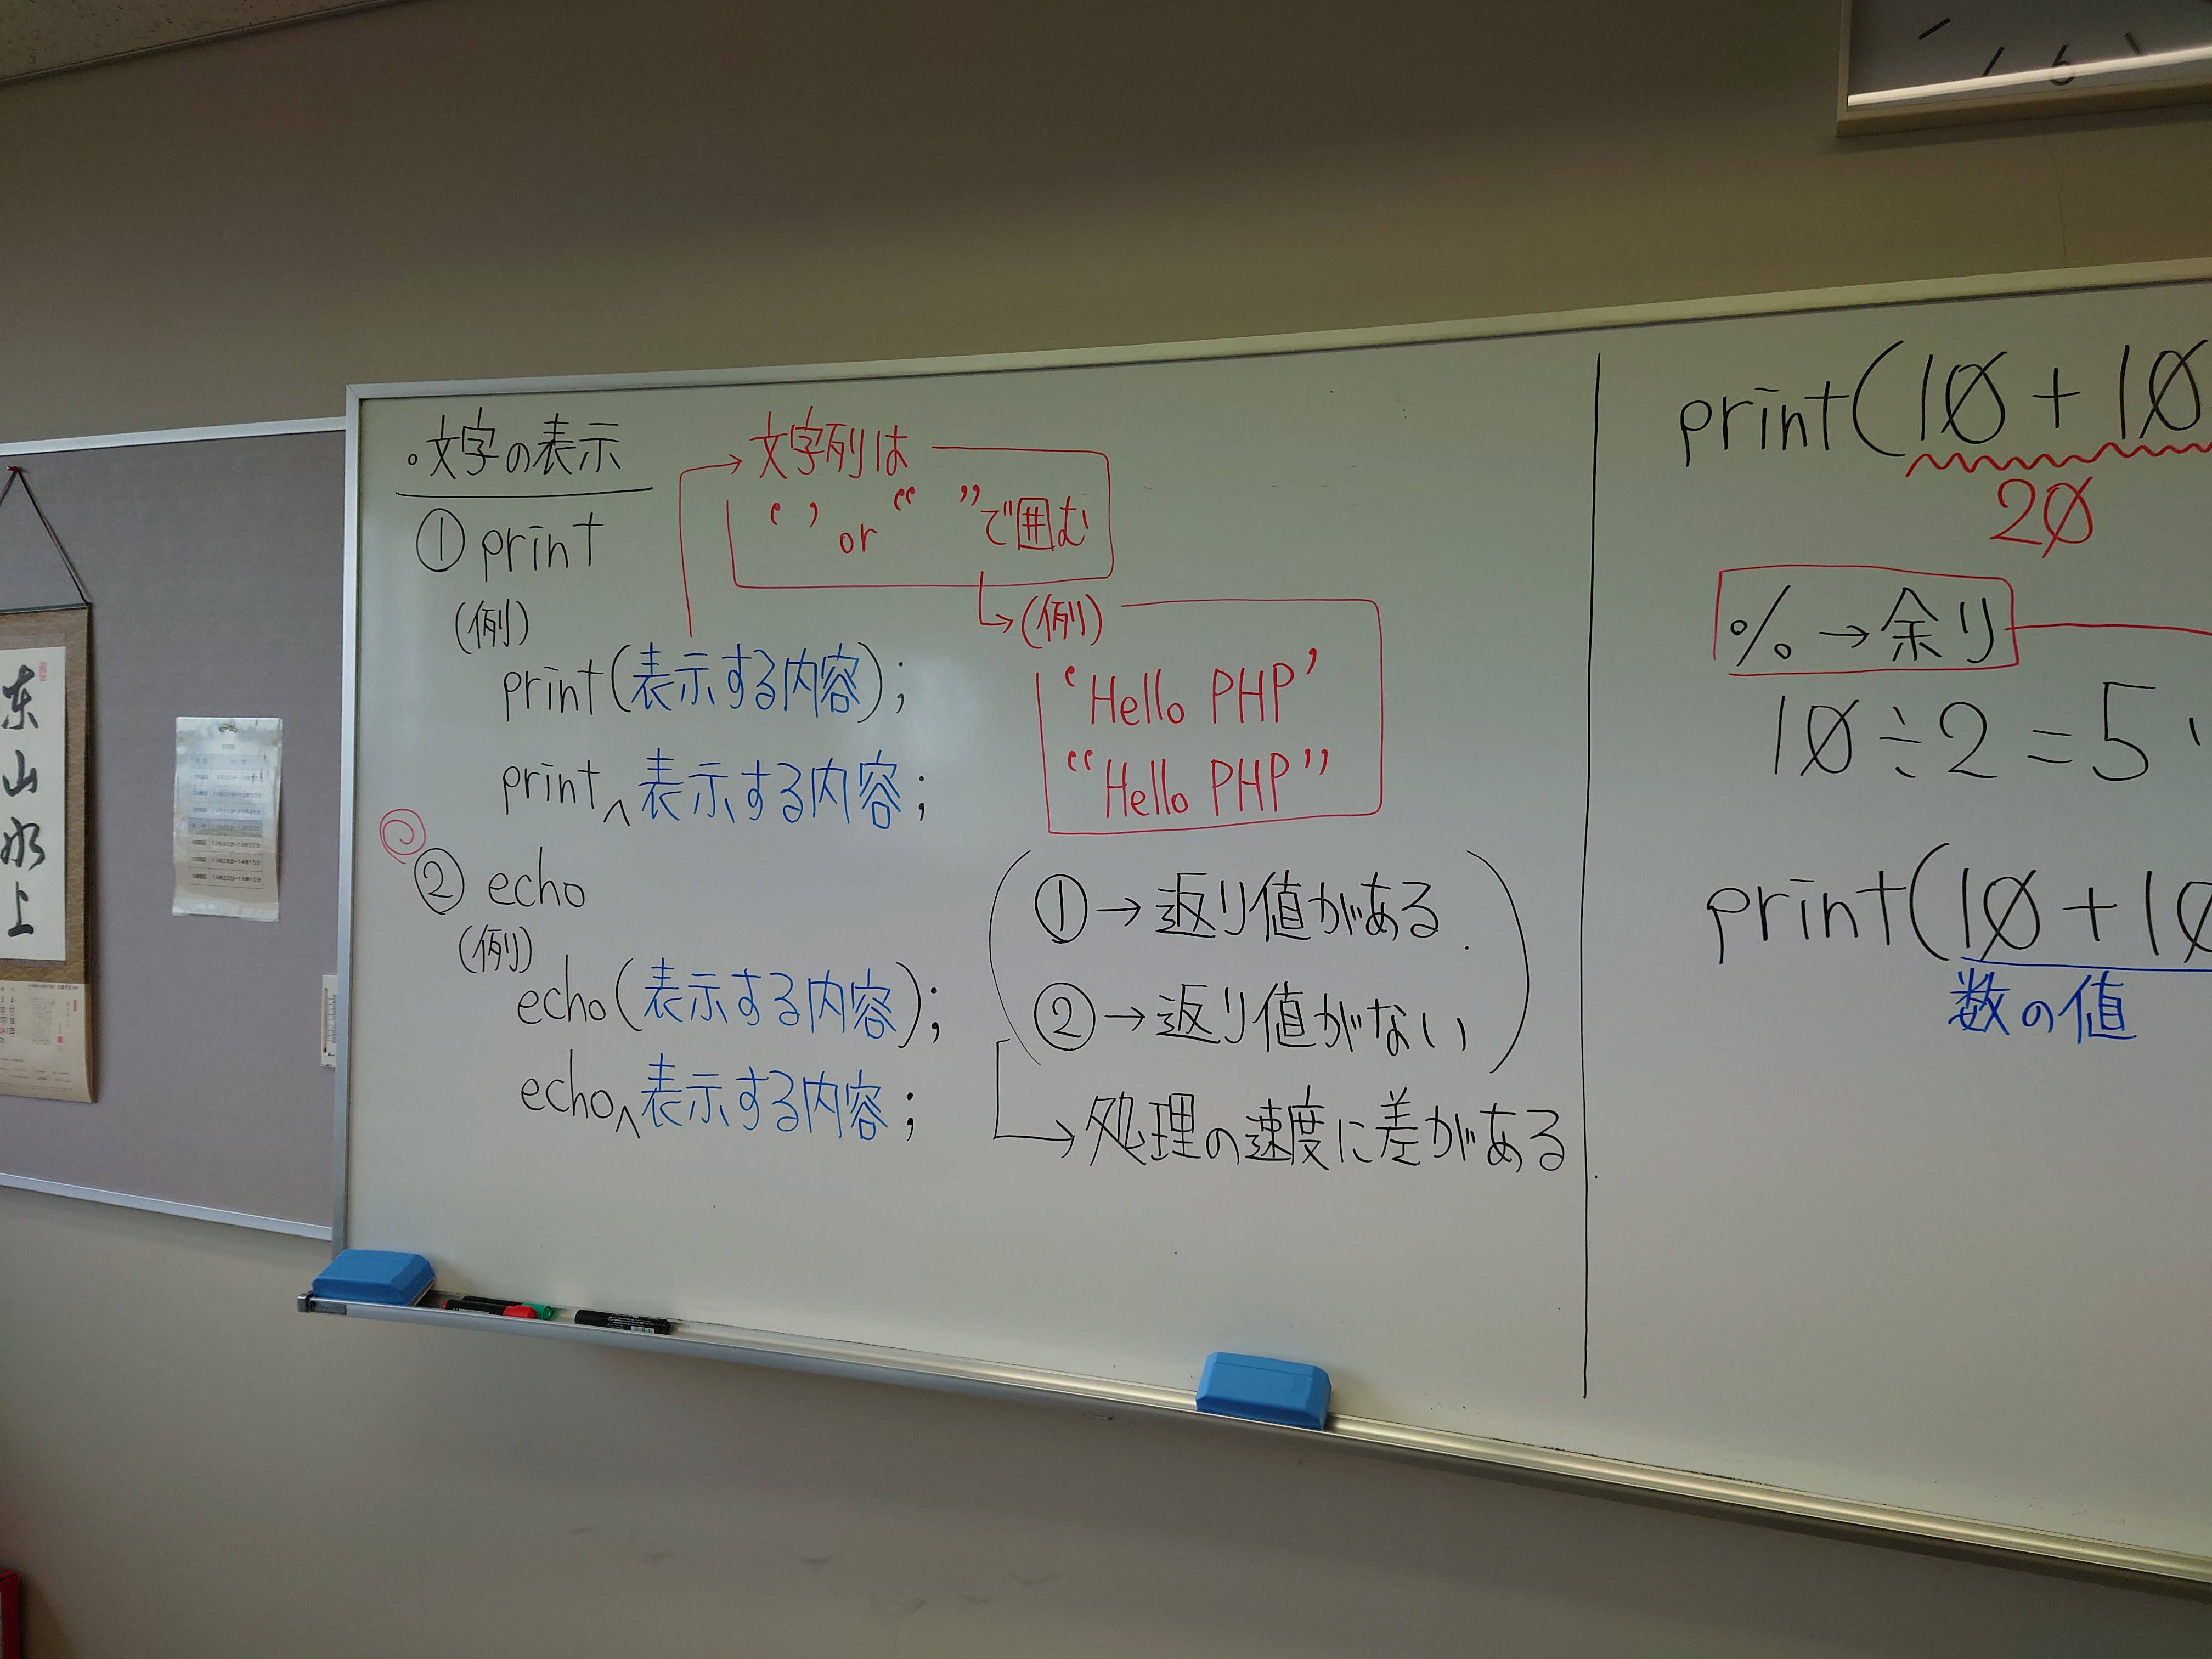 。文字の表示
① print
(例)
print(表示する内容);
print^表示する内容;
② echo
(例)
echo(表示する内容);
echo^表示する内容;
文字列は
‘ ’ or “ ”で囲む
(例)
‘Hello PHP’
“Hello PHP”
①→返り値がある
②→返り値がない
処理の速度に差がある
print(10+10
20
%→余り
10÷2=5
print(10+10
数の値
山
上
6